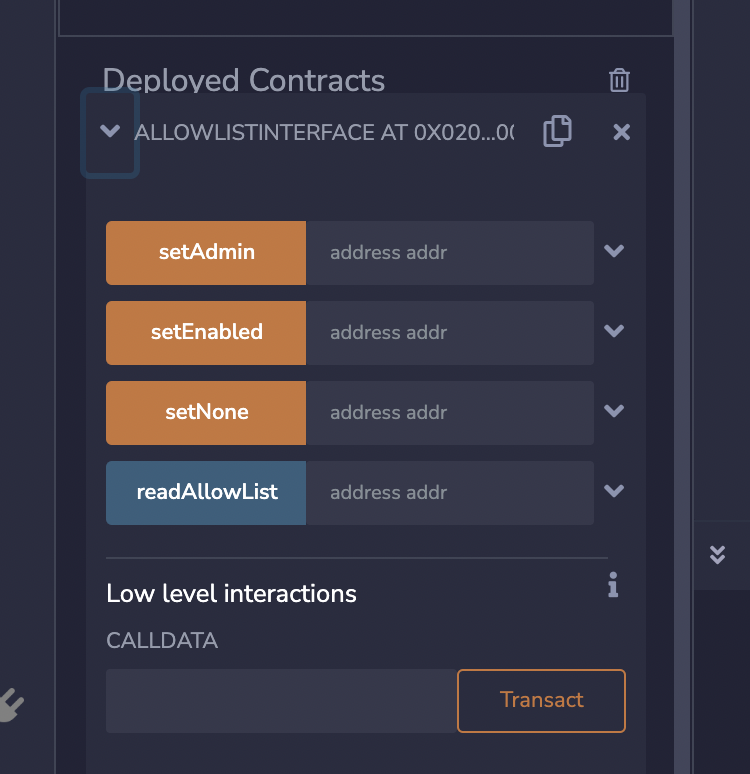 Deployed Contracts
ALLOWLISTINTERFACE AT 0X020...00
setAdmin address addr
setEnabled address addr
setNone address addr
readAllowList address addr
Low level interactions
CALLDATA
Transact